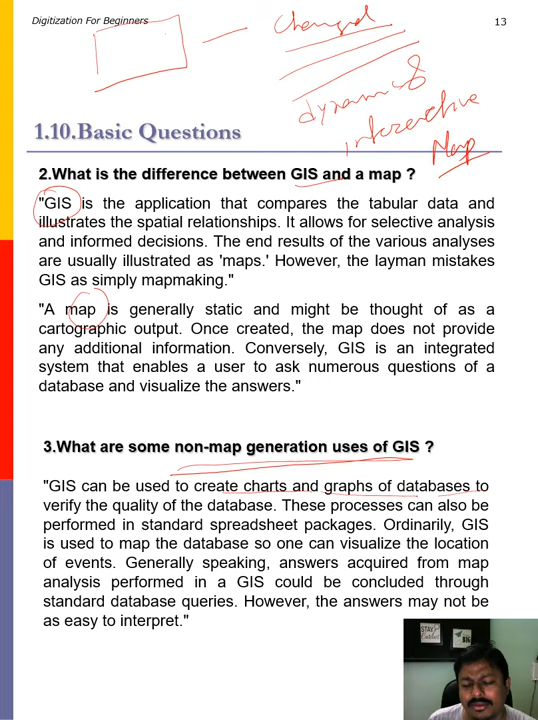 Digitization For Beginners
13
Changed
dynamic &
interactive
Map
1.10.Basic Questions
2.What is the difference between GIS and a map ?
"GIS is the application that compares the tabular data and
illustrates the spatial relationships. It allows for selective analysis
and informed decisions. The end results of the various analyses
are usually illustrated as 'maps.' However, the layman mistakes
GIS as simply mapmaking."
"A map is generally static and might be thought of as a
cartographic output. Once created, the map does not provide
any additional information. Conversely, GIS is an integrated
system that enables a user to ask numerous questions of a
database and visualize the answers."
3.What are some non-map generation uses of GIS ?
"GIS can be used to create charts and graphs of databases to
verify the quality of the database. These processes can also be
performed in standard spreadsheet packages. Ordinarily, GIS
is used to map the database so one can visualize the location
of events. Generally speaking, answers acquired from map
analysis performed in a GIS could be concluded through
standard database queries. However, the answers may not be
as easy to interpret."